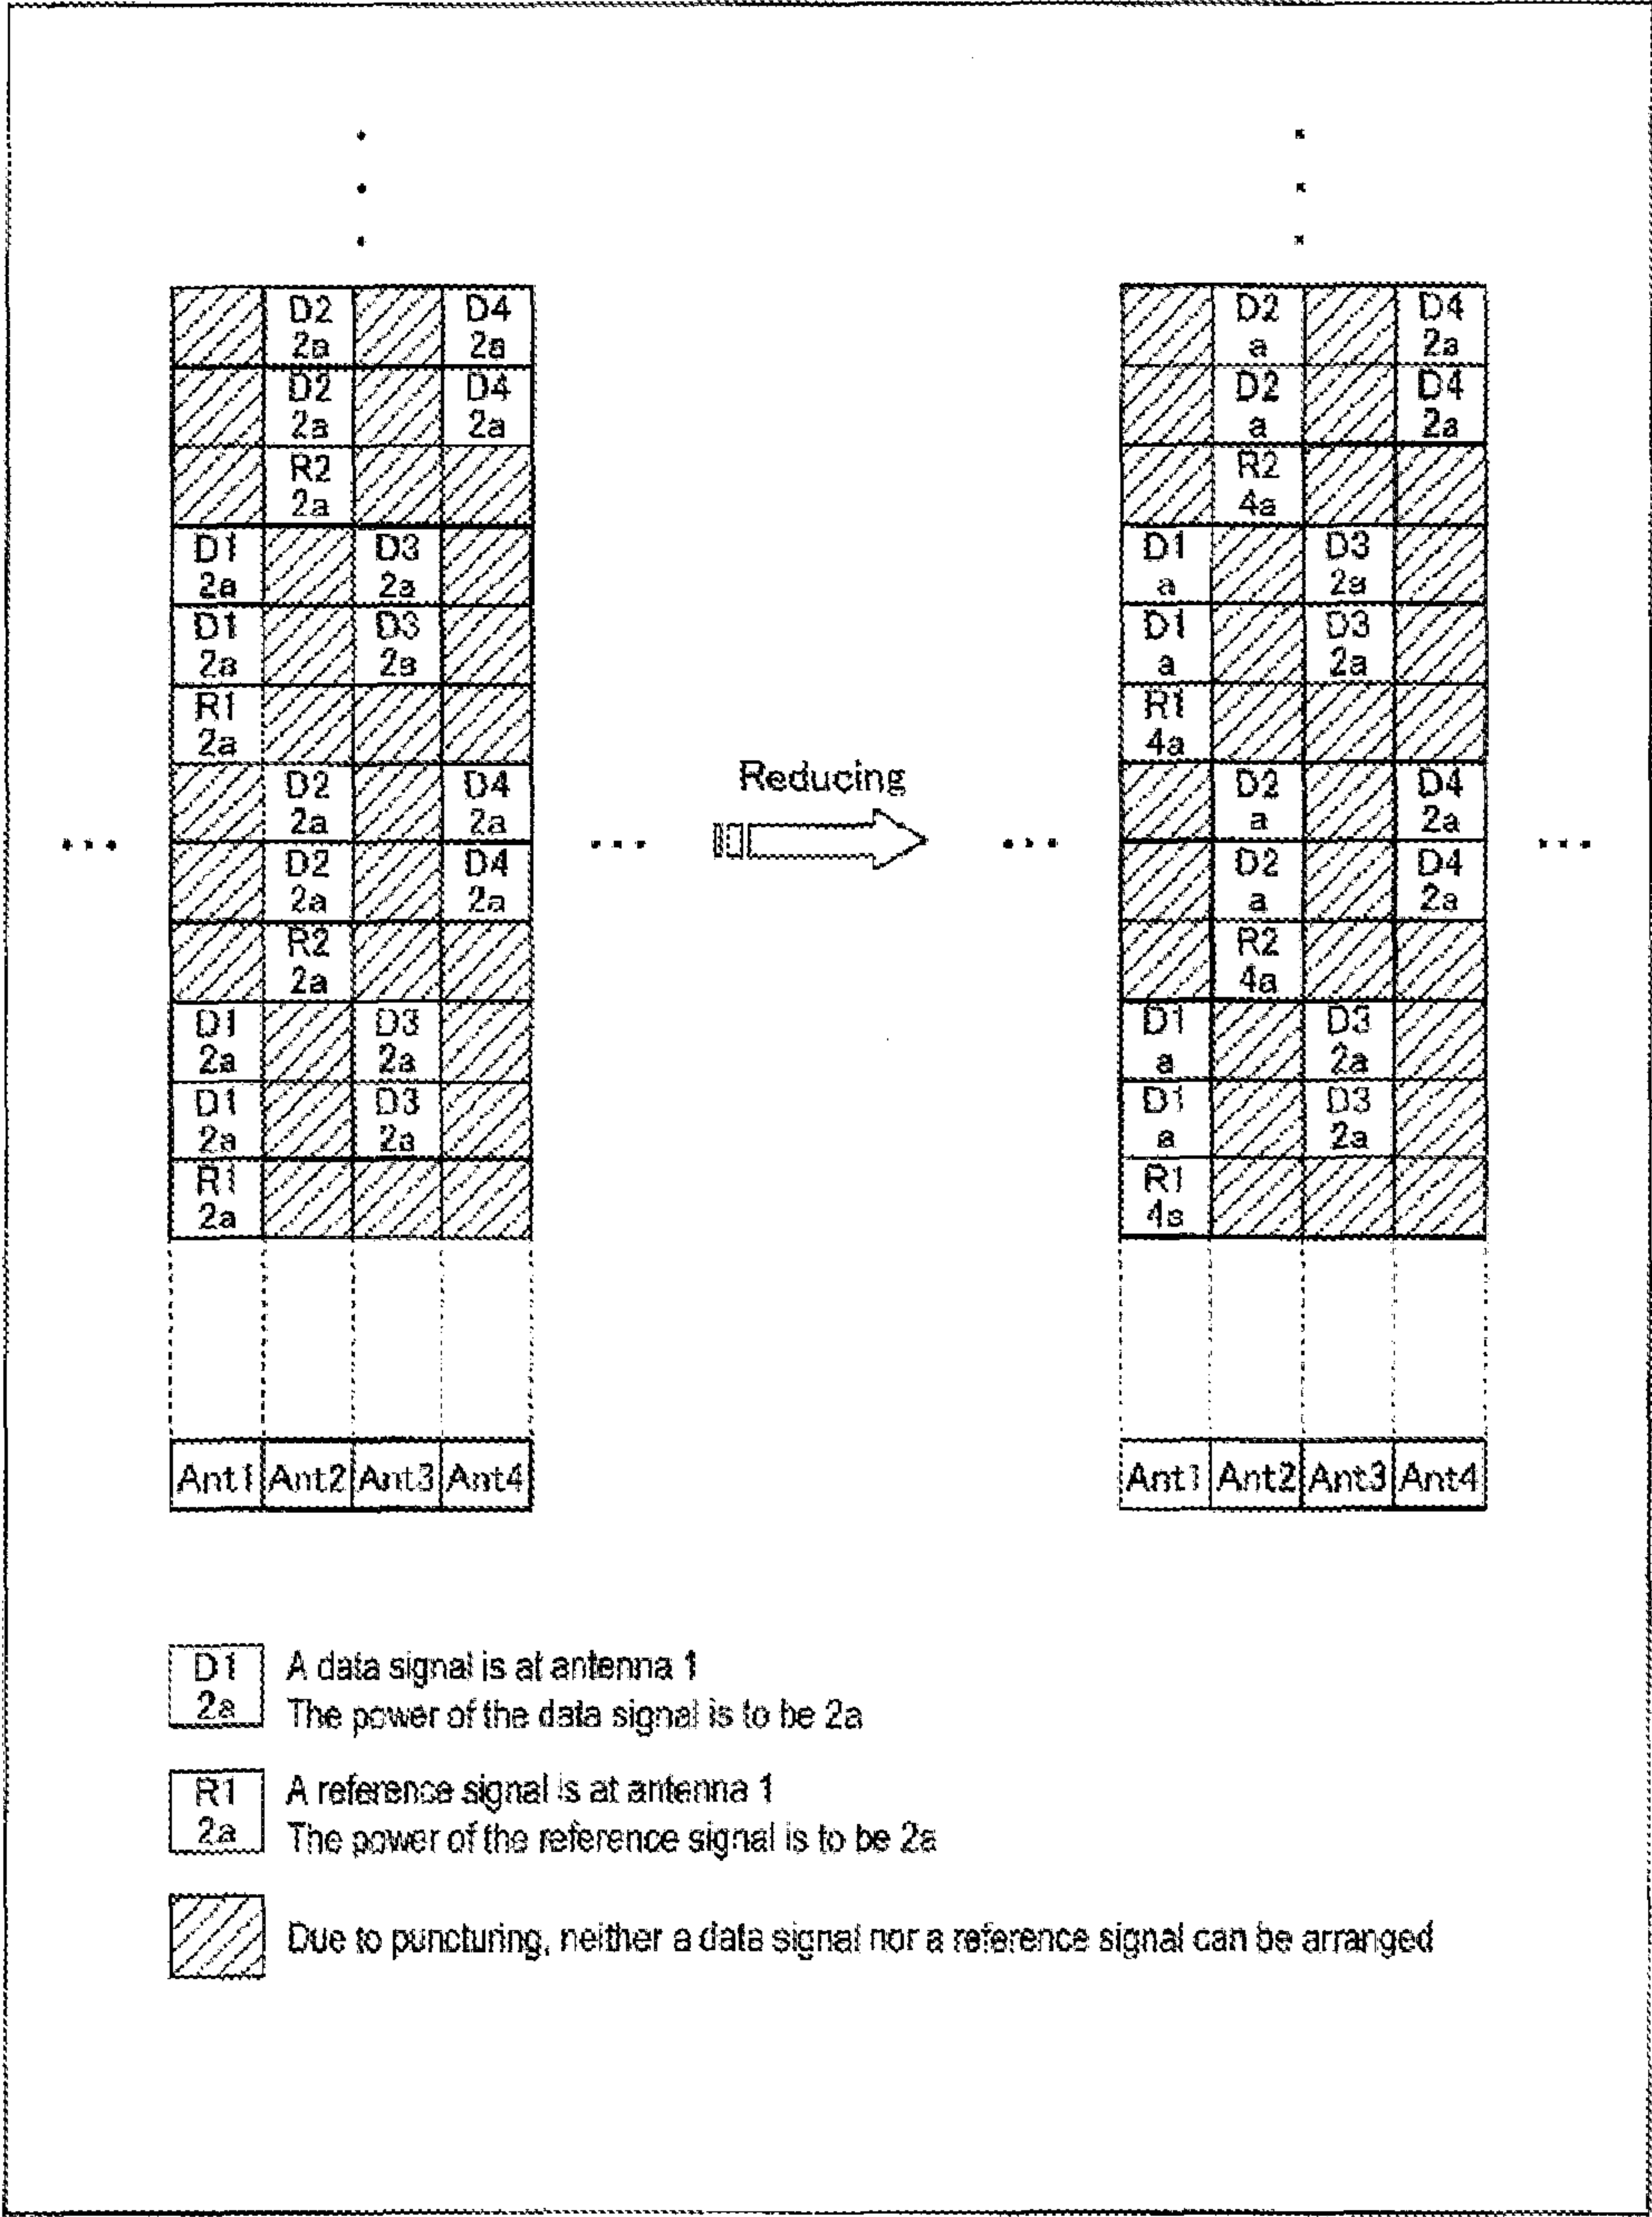 D2 D4 D2 D4
2a 2a a 2a
D2 D4 D2 D4
2a 2a a 2a
R2 R2
2a 4a
D1 D3 D1 D3
2a 2a a 2a
D1 D3 D1 D3
2a 2a a 2a
R1 R1
2a 4a
Reducing
D2 D4 D2 D4
2a 2a a 2a
D2 D4 D2 D4
2a 2a a 2a
R2 R2
2a 4a
D1 D3 D1 D3
2a 2a a 2a
D1 D3 D1 D3
2a 2a a 2a
R1 R1
2a 4a
Ant1 Ant2 Ant3 Ant4 Ant1 Ant2 Ant3 Ant4
D1 A data signal is at antenna 1
2a The power of the data signal is to be 2a
R1 A reference signal is at antenna 1
2a The power of the reference signal is to be 2a
Due to puncturing, neither a data signal nor a reference signal can be arranged